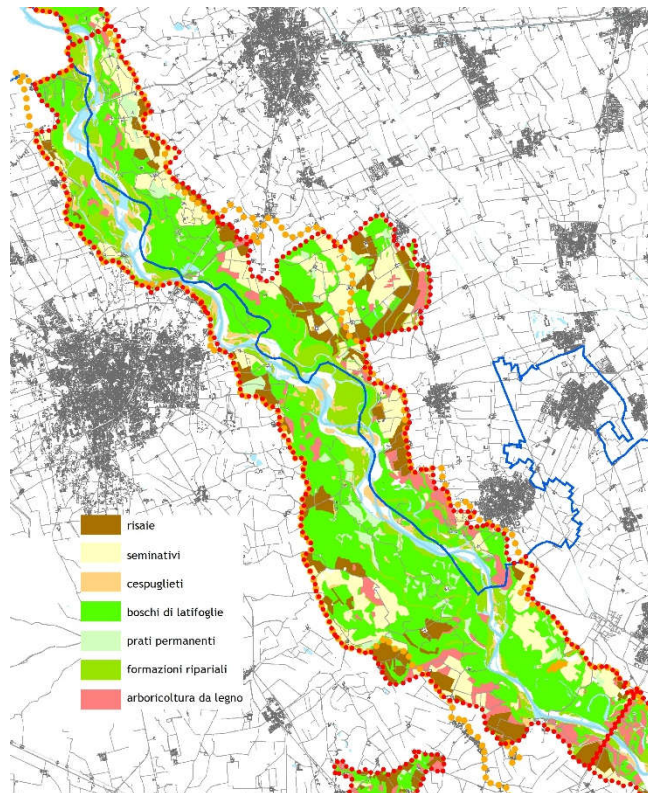 risaie
seminativi
cespuglieti
boschi di latifoglie
prati permanenti
formazioni ripariali
arboricoltura da legno